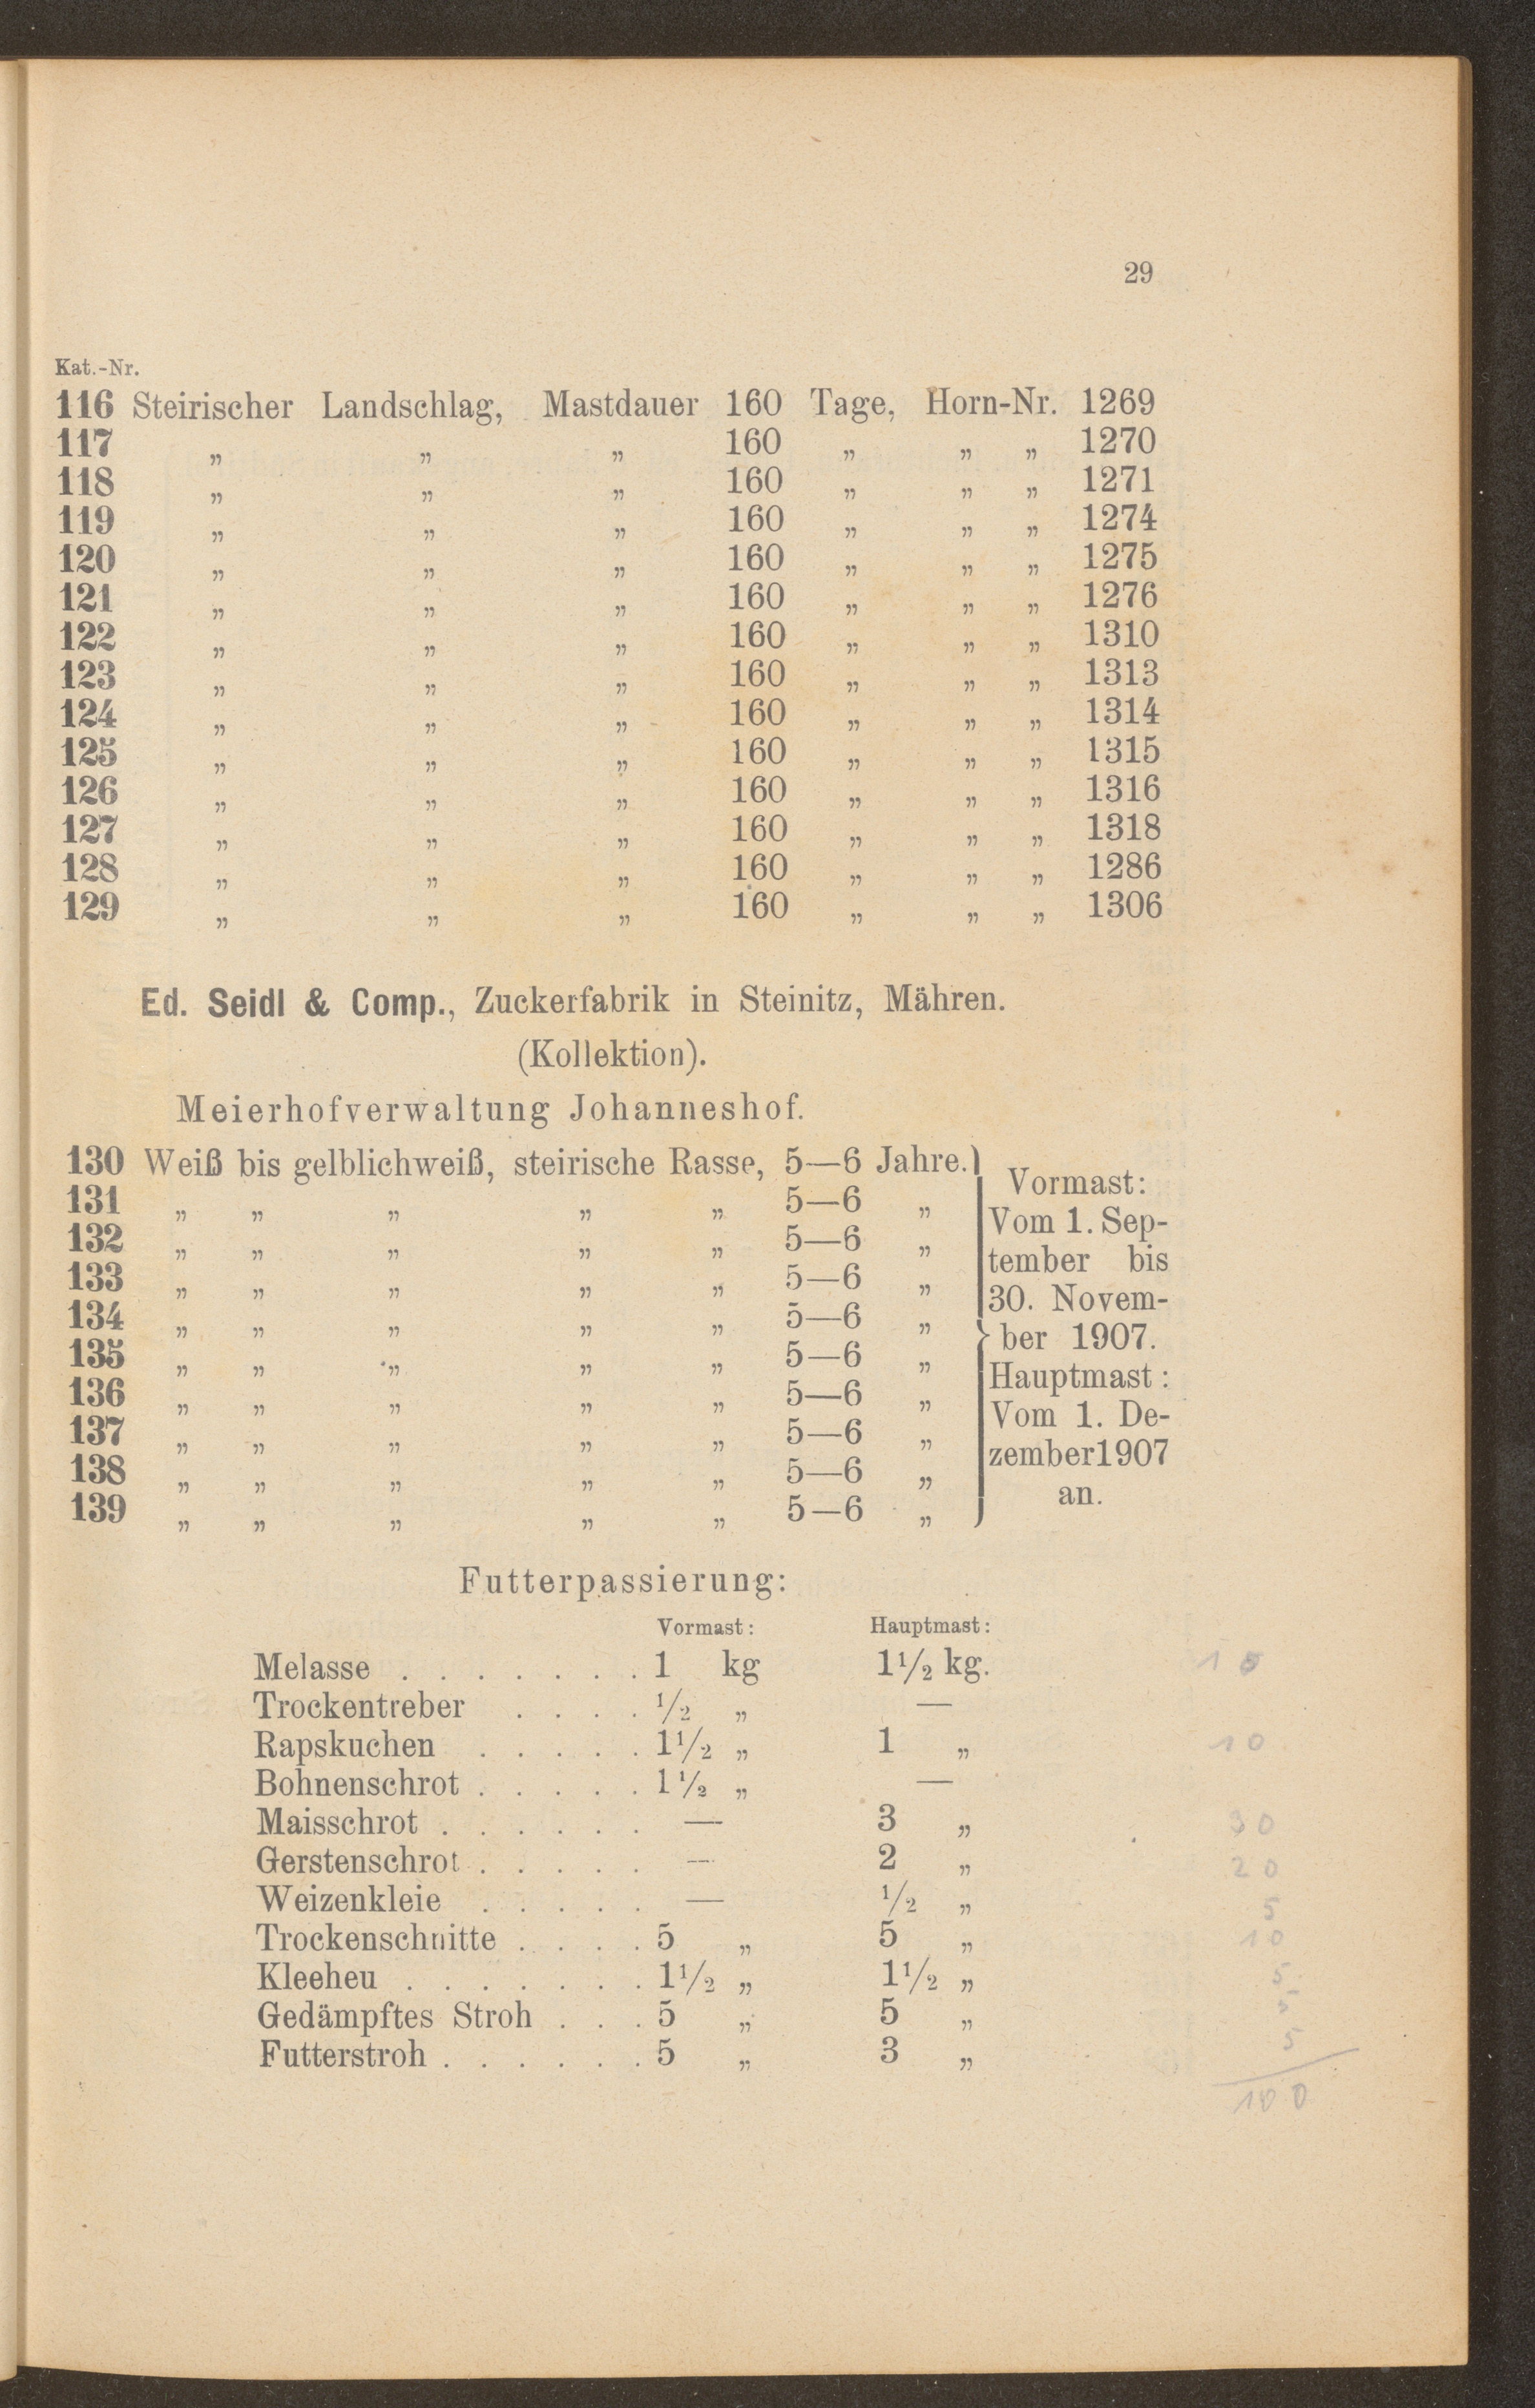 29
Kat.-Nr.
116 Steirischer Landschlag, Mastdauer 160 Tage, Horn-Nr. 1269
117 „ „ „ 160 „ „ „ 1270
118 „ „ „ 160 „ „ „ 1271
119 „ „ „ 160 „ „ „ 1274
120 „ „ „ 160 „ „ „ 1275
121 „ „ „ 160 „ „ „ 1276
122 „ „ „ 160 „ „ „ 1310
123 „ „ „ 160 „ „ „ 1313
124 „ „ „ 160 „ „ „ 1314
125 „ „ „ 160 „ „ „ 1315
126 „ „ „ 160 „ „ „ 1316
127 „ „ „ 160 „ „ „ 1318
128 „ „ „ 160 „ „ „ 1286
129 „ „ „ 160 „ „ „ 1306
Ed. Seidl & Comp., Zuckerfabrik in Steinitz, Mähren.
(Kollektion).
Meierhofverwaltung Johanneshof.
130 Weiß bis gelblichweiß, steirische Rasse, 5—6 Jahre.
131 „ „ „ „ „ 5—6 „
132 „ „ „ „ „ 5—6 „
133 „ „ „ „ „ 5—6 „
134 „ „ „ „ „ 5—6 „
135 „ „ „ „ „ 5—6 „
136 „ „ „ „ „ 5—6 „
137 „ „ „ „ „ 5—6 „
138 „ „ „ „ „ 5—6 „
139 „ „ „ „ „ 5—6 „
Vormast:
Vom 1. Sep-
tember bis
30. Novem-
ber 1907.
Hauptmast:
Vom 1. De-
zember1907
an.
Futterpassierung:
Vormast: Hauptmast:
Melasse . . . . . . . 1 kg 1½ kg. 15
Trockentreber . . . . ½ „ —
Rapskuchen . . . . . 1½ „ 1 „ 10
Bohnenschrot . . . . . 1½ „ —
Maisschrot . . . . . . — 3 „ 30
Gerstenschrot . . . . . — 2 „ 20
Weizenkleie . . . . . — ½ „ 5
Trockenschnitte . . . . 5 „ 5 „ 10
Kleeheu . . . . . . . 1½ „ 1½ „ 5
Gedämpftes Stroh . . . 5 „ 5 „ 5
Futterstroh . . . . . . 5 „ 3 „ 5
100